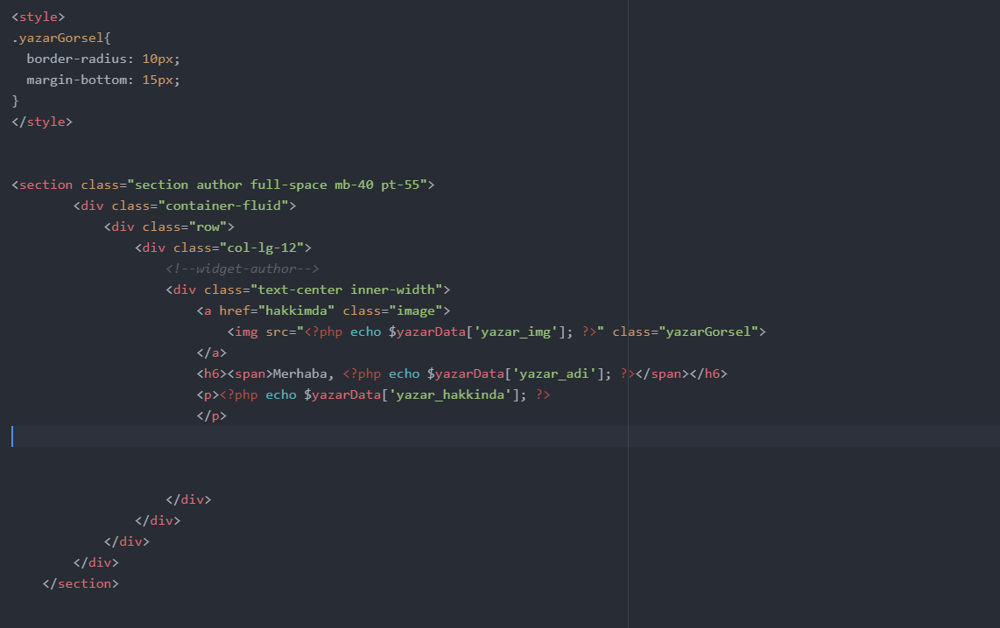 <style>
.yazarGorsel{
  border-radius: 10px;
  margin-bottom: 15px;
}
</style>
<section class="section author full-space mb-40 pt-55">
        <div class="container-fluid">
            <div class="row">
                <div class="col-lg-12">
                    <!--widget-author-->
                    <div class="text-center inner-width">
                        <a href="hakkimda" class="image">
                            <img src="<?php echo $yazarData['yazar_img']; ?>" class="yazarGorsel">
                        </a>
                        <h6><span>Merhaba, <?php echo $yazarData['yazar_adi']; ?></span></h6>
                        <p><?php echo $yazarData['yazar_hakkinda']; ?>
                        </p>
                    </div>
                </div>
            </div>
        </div>
    </section>